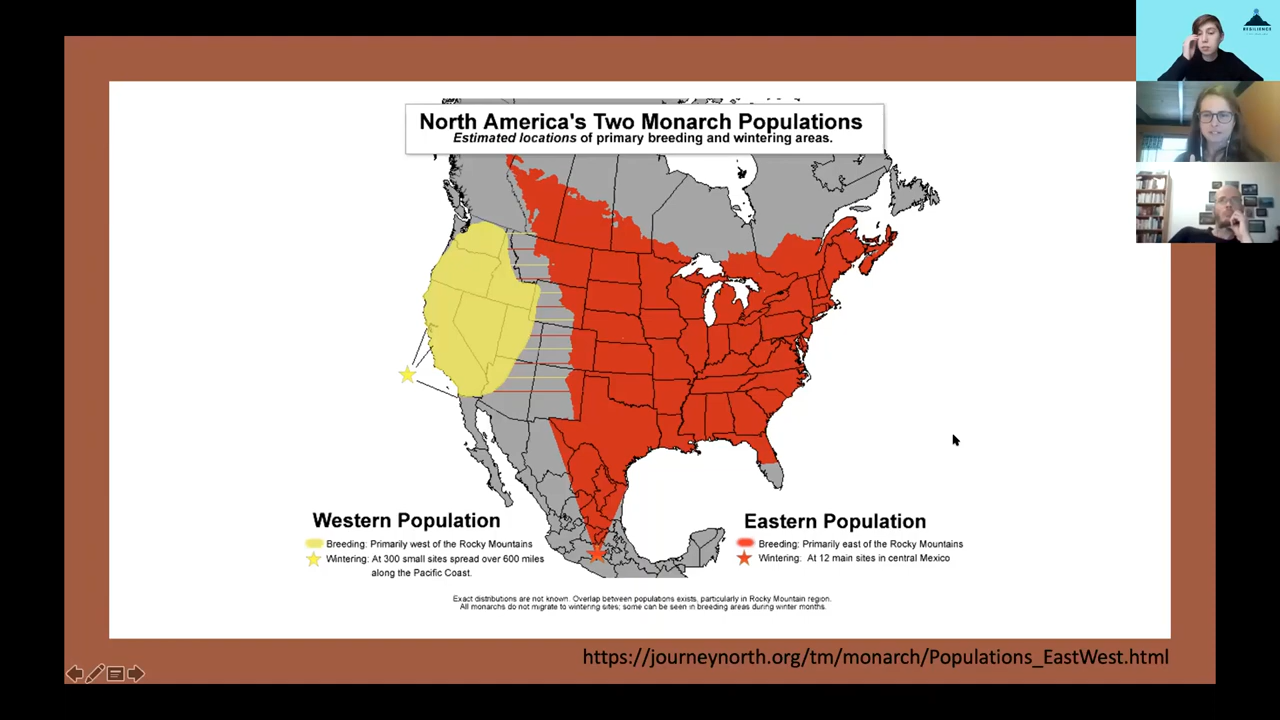 RESILIENCE
North America's Two Monarch Populations
Estimated locations of primary breeding and wintering areas.
Western Population
Breeding: Primarily west of the Rocky Mountains
Wintering: At 300 small sites spread over 600 miles
along the Pacific Coast.
Eastern Population
Breeding: Primarily east of the Rocky Mountains
Wintering: At 12 main sites in central Mexico
Exact distributions are not known. Overlap between populations exists, particularly in Rocky Mountain region.
All monarchs do not migrate to wintering sites; some can be seen in breeding areas during winter months.
https://journeynorth.org/tm/monarch/Populations_EastWest.html